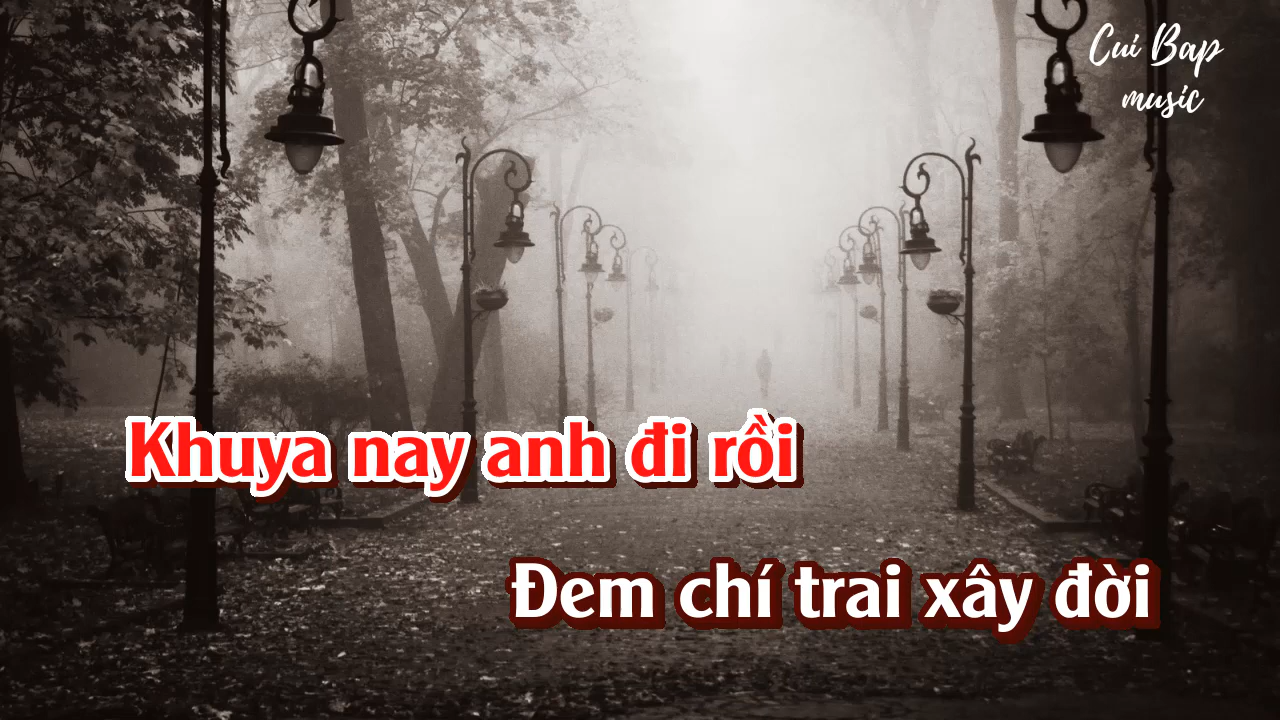 Cui Bap
music
Khuya nay anh đi rồi
Đem chí trai xây đời